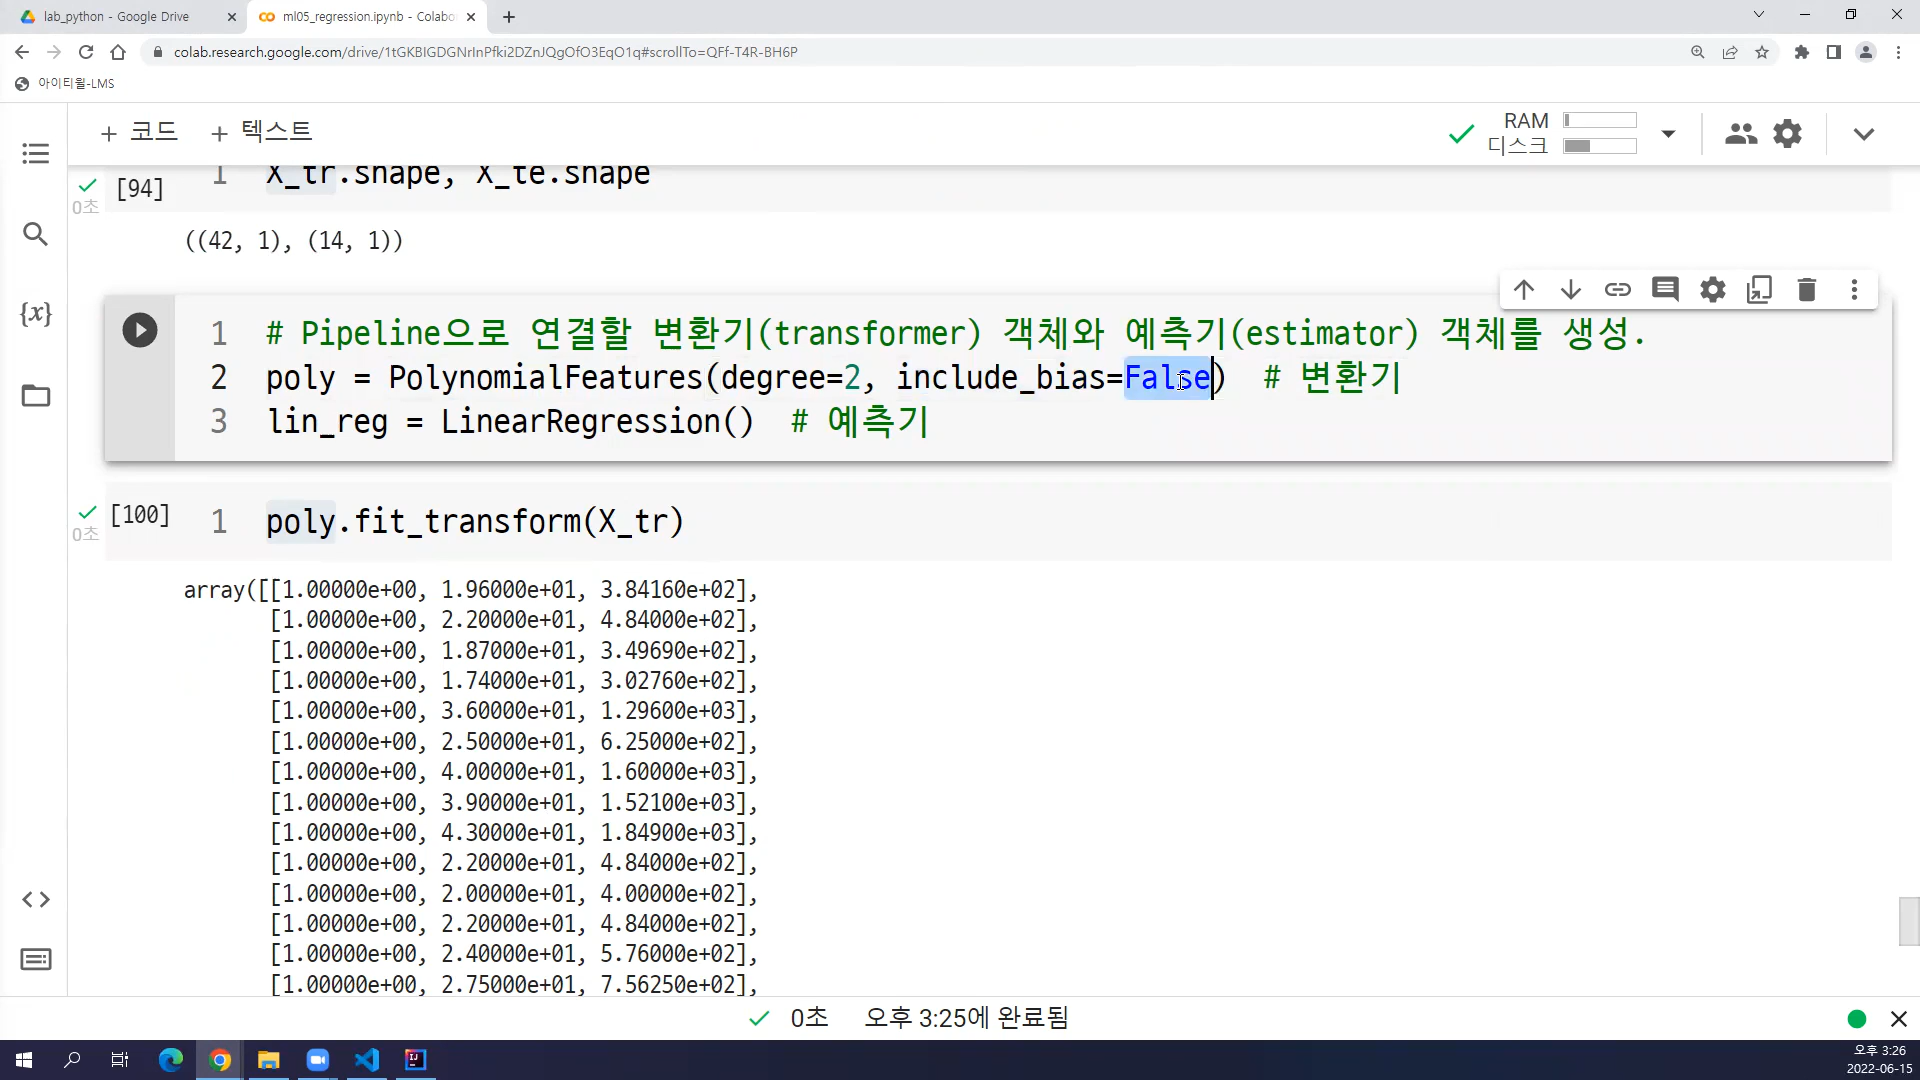 lab_python - Google Drive
ml05_regression.ipynb - Colabo
colab.research.google.com/drive/1tGKBIGDGNrInPfki2DZnJQgOfO3EqO1q#scrollTo=QFf-T4R-BH6P
아이티윌-LMS
+ 코드 + 텍스트
RAM
디스크
[94] 1 X_tr.shape, X_te.shape
0초
((42, 1), (14, 1))
{x}
1 # Pipeline으로 연결할 변환기(transformer) 객체와 예측기(estimator) 객체를 생성.
2 poly = PolynomialFeatures(degree=2, include_bias=False) # 변환기
3 lin_reg = LinearRegression() # 예측기
[100] 1 poly.fit_transform(X_tr)
0초
array([[1.00000e+00, 1.96000e+01, 3.84160e+02],
[1.00000e+00, 2.20000e+01, 4.84000e+02],
[1.00000e+00, 1.87000e+01, 3.49690e+02],
[1.00000e+00, 1.74000e+01, 3.02760e+02],
[1.00000e+00, 3.60000e+01, 1.29600e+03],
[1.00000e+00, 2.50000e+01, 6.25000e+02],
[1.00000e+00, 4.00000e+01, 1.60000e+03],
[1.00000e+00, 3.90000e+01, 1.52100e+03],
[1.00000e+00, 4.30000e+01, 1.84900e+03],
[1.00000e+00, 2.20000e+01, 4.84000e+02],
[1.00000e+00, 2.00000e+01, 4.00000e+02],
[1.00000e+00, 2.20000e+01, 4.84000e+02],
[1.00000e+00, 2.40000e+01, 5.76000e+02],
[1.00000e+00, 2.75000e+01, 7.56250e+02],
0초 오후 3:25에 완료됨
오후 3:26
2022-06-15